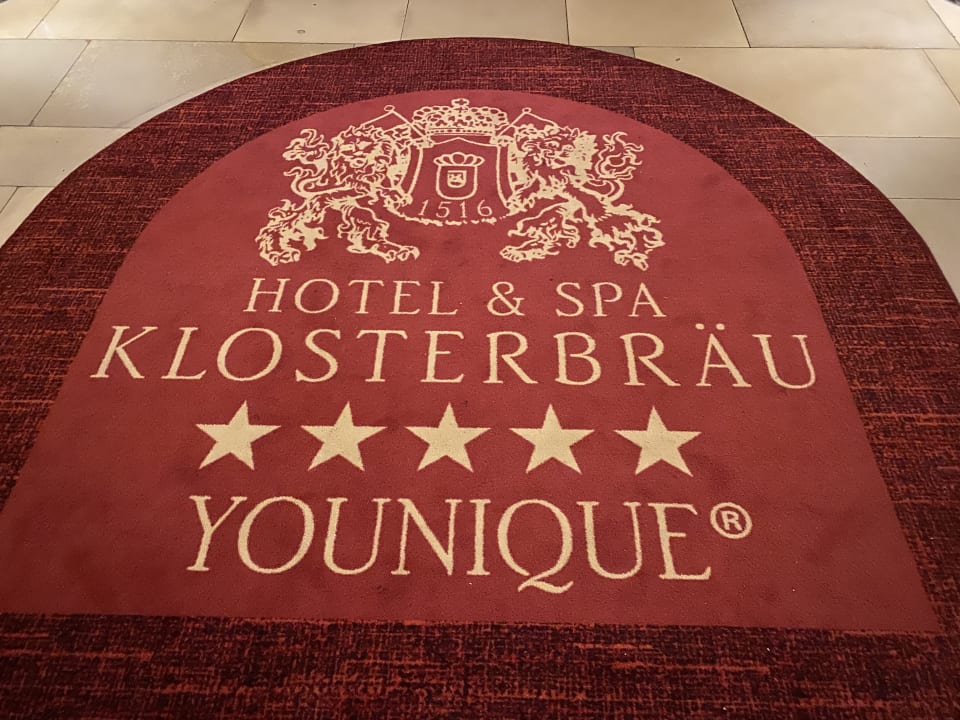 1516
HOTEL & SPA
KLOSTERBRÄU
YOUNIQUE®